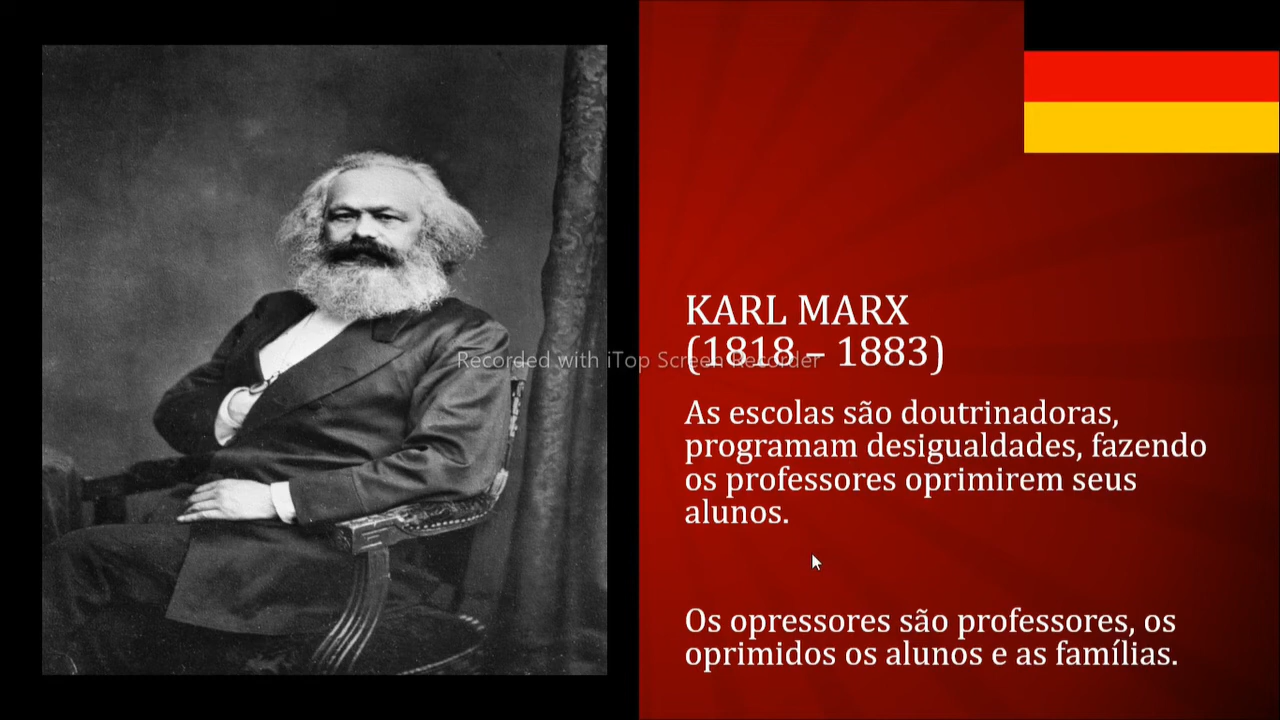 KARL MARX
(1818 – 1883)
Recorded with iTop Screen Recorder
As escolas são doutrinadoras,
programam desigualdades, fazendo
os professores oprimirem seus
alunos.
Os opressores são professores, os
oprimidos os alunos e as famílias.